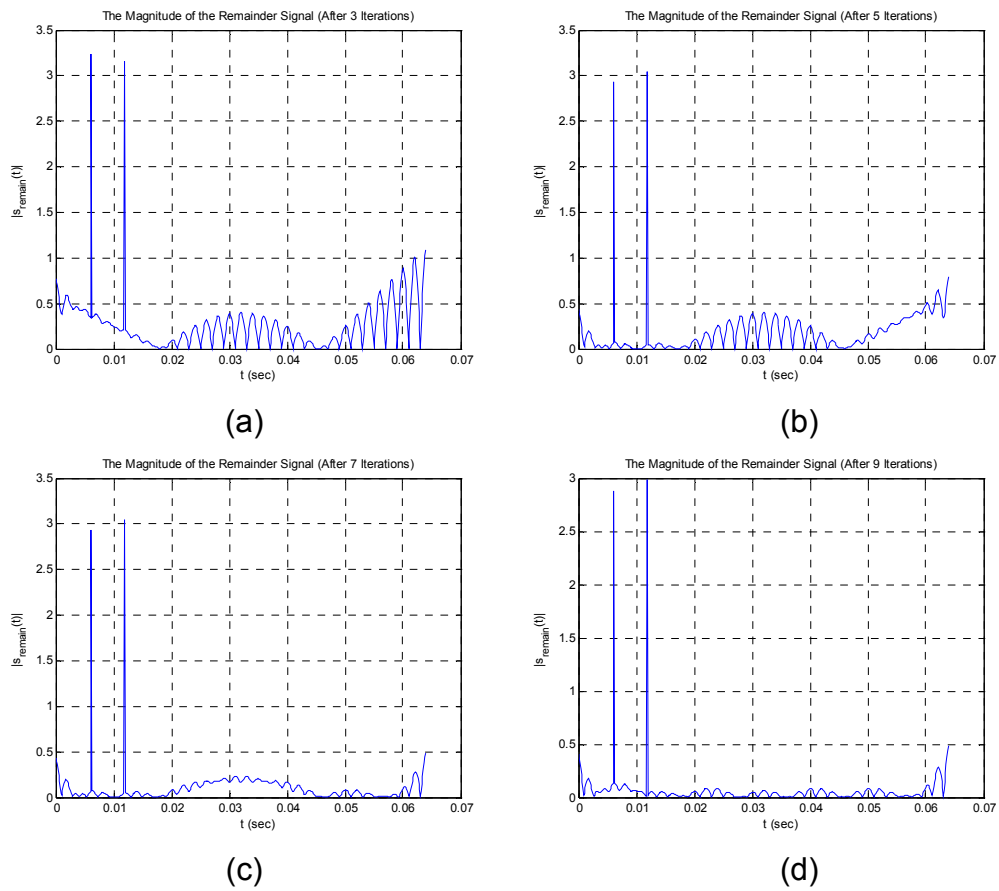 The Magnitude of the Remainder Signal (After 3 Iterations)
3.5
3
2.5
2
1.5
1
0.5
0
|s_remain(t)|
0 0.01 0.02 0.03 0.04 0.05 0.06 0.07
t (sec)
(a)
The Magnitude of the Remainder Signal (After 5 Iterations)
3.5
3
2.5
2
1.5
1
0.5
0
|s_remain(t)|
0 0.01 0.02 0.03 0.04 0.05 0.06 0.07
t (sec)
(b)
The Magnitude of the Remainder Signal (After 7 Iterations)
3.5
3
2.5
2
1.5
1
0.5
0
|s_remain(t)|
0 0.01 0.02 0.03 0.04 0.05 0.06 0.07
t (sec)
(c)
The Magnitude of the Remainder Signal (After 9 Iterations)
3
2.5
2
1.5
1
0.5
0
|s_remain(t)|
0 0.01 0.02 0.03 0.04 0.05 0.06 0.07
t (sec)
(d)